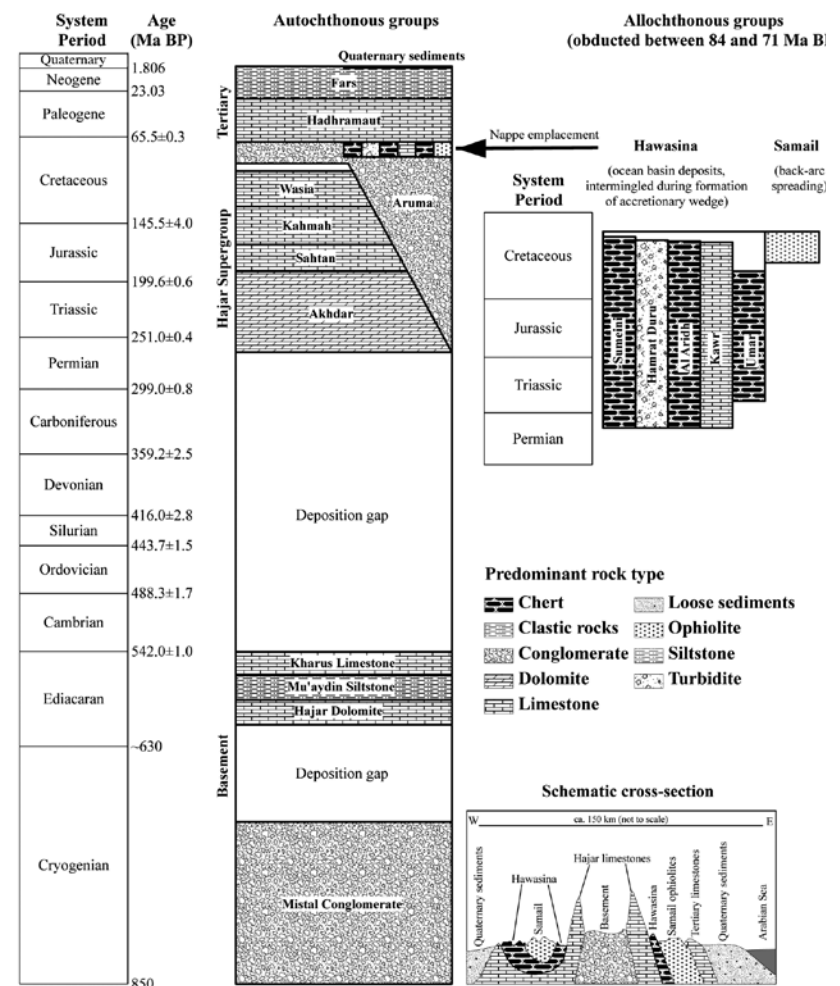 System
Period
Age
(Ma BP)
Autochthonous groups
Allochthonous groups
(obducted between 84 and 71 Ma B
Quaternary
1.806
Neogene
23.03
Paleogene
65.5±0.3
Cretaceous
145.5±4.0
Jurassic
199.6±0.6
Triassic
251.0±0.4
Permian
299.0±0.8
Carboniferous
359.2±2.5
Devonian
416.0±2.8
Silurian
443.7±1.5
Ordovician
488.3±1.7
Cambrian
542.0±1.0
Ediacaran
~630
Cryogenian
850
Tertiary
Hajar Supergroup
Basement
Quaternary sediments
Fars
Hadhramaut
Wasia
Aruma
Kahmah
Sahtan
Akhdar
Deposition gap
Kharus Limestone
Mu'aydin Siltstone
Hajar Dolomite
Deposition gap
Mistal Conglomerate
Nappe emplacement
Hawasina
(ocean basin deposits,
intermingled during formation
of accretionary wedge)
Samail
(back-arc
spreading)
System
Period
Cretaceous
Jurassic
Triassic
Permian
Sumeini
Hamrat Duru
Al Aridh
Kawr
Umar
Predominant rock type
Chert
Clastic rocks
Conglomerate
Dolomite
Limestone
Loose sediments
Ophiolite
Siltstone
Turbidite
Schematic cross-section
W
ca. 150 km (not to scale)
E
Quaternary sediments
Hawasina
Samail
Hajar limestones
Basement
Hawasina
Samail ophiolites
Tertiary limestones
Quaternary sediments
Arabian Sea